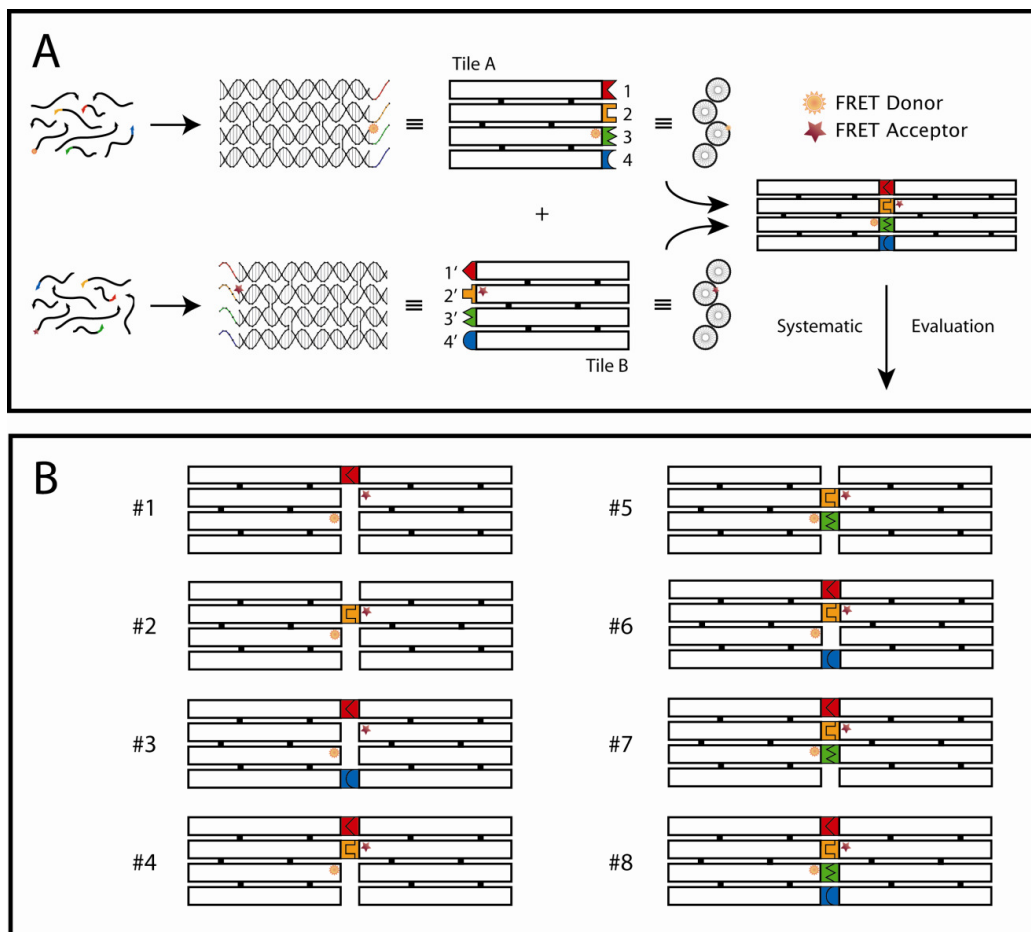 A
Tile A
1
2
3
4
≡
≡
FRET Donor
FRET Acceptor
+
1′
2′
3′
4′
≡
≡
Tile B
Systematic
Evaluation
B
#1
#5
#2
#6
#3
#7
#4
#8